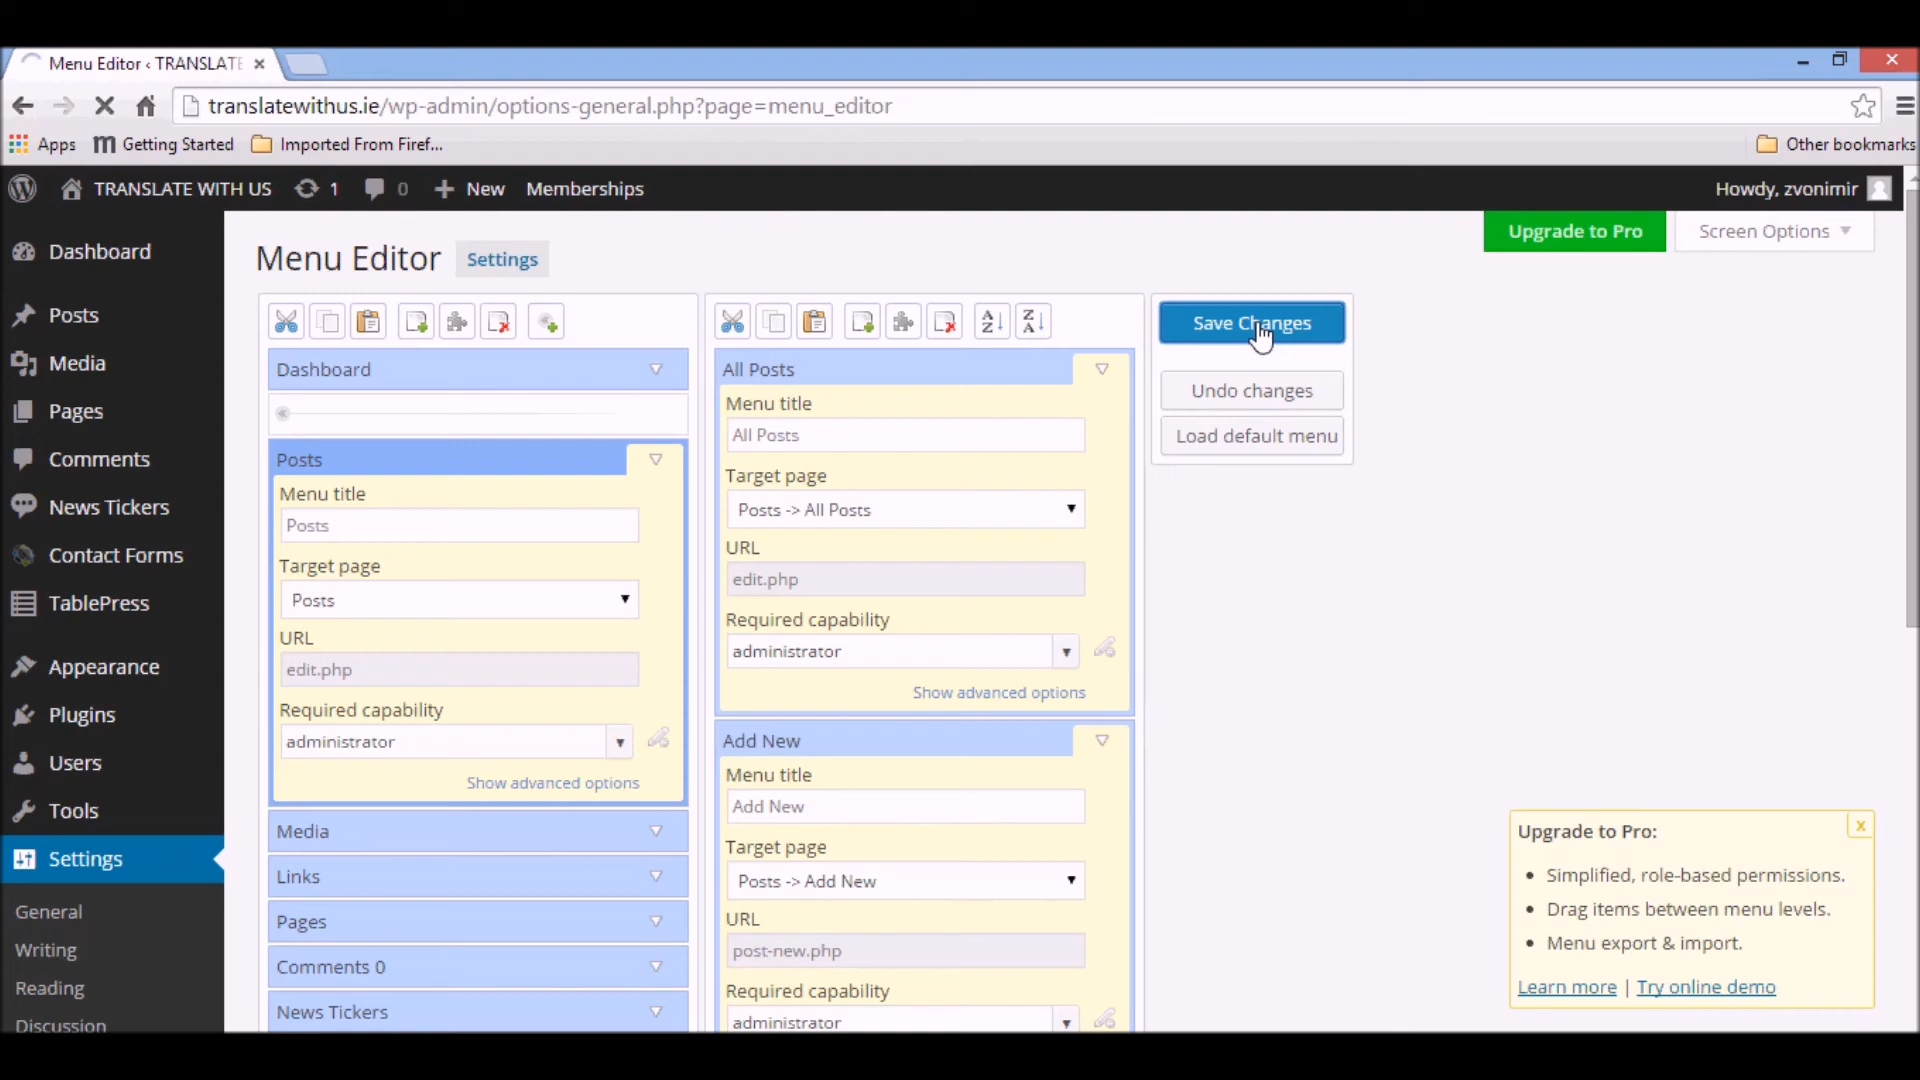 Menu Editor ‹ TRANSLATE
translatewithus.ie/wp-admin/options-general.php?page=menu_editor
Apps
Getting Started
Imported From Firef...
Other bookmarks
TRANSLATE WITH US
1
0
New
Memberships
Howdy, zvonimir
Dashboard
Posts
Media
Pages
Comments
News Tickers
Contact Forms
TablePress
Appearance
Plugins
Users
Tools
Settings
General
Writing
Reading
Discussion
Menu Editor
Settings
Upgrade to Pro
Screen Options
Dashboard
Posts
Menu title
Posts
Target page
Posts
URL
edit.php
Required capability
administrator
Show advanced options
Media
Links
Pages
Comments 0
News Tickers
All Posts
Menu title
All Posts
Target page
Posts -> All Posts
URL
edit.php
Required capability
administrator
Show advanced options
Add New
Menu title
Add New
Target page
Posts -> Add New
URL
post-new.php
Required capability
administrator
Save Changes
Undo changes
Load default menu
Upgrade to Pro:
x
Simplified, role-based permissions.
Drag items between menu levels.
Menu export & import.
Learn more | Try online demo